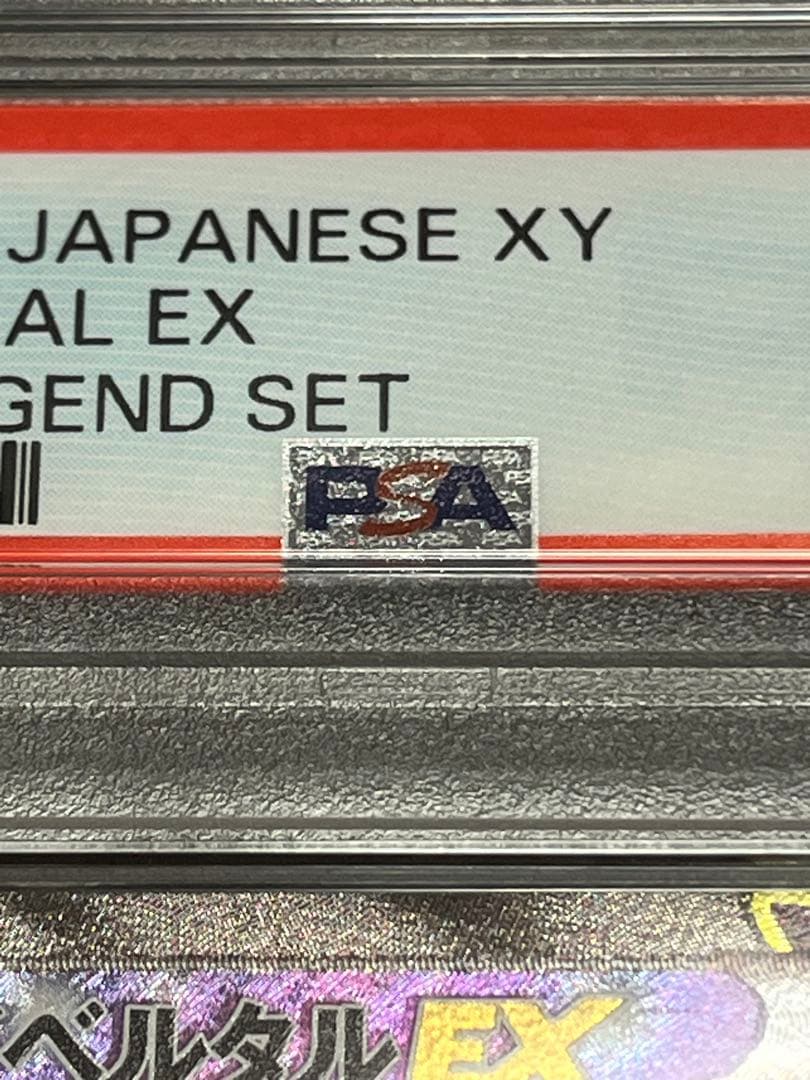 JAPANESE XY
AL EX
GEND SET
PSA
ベルタルEX